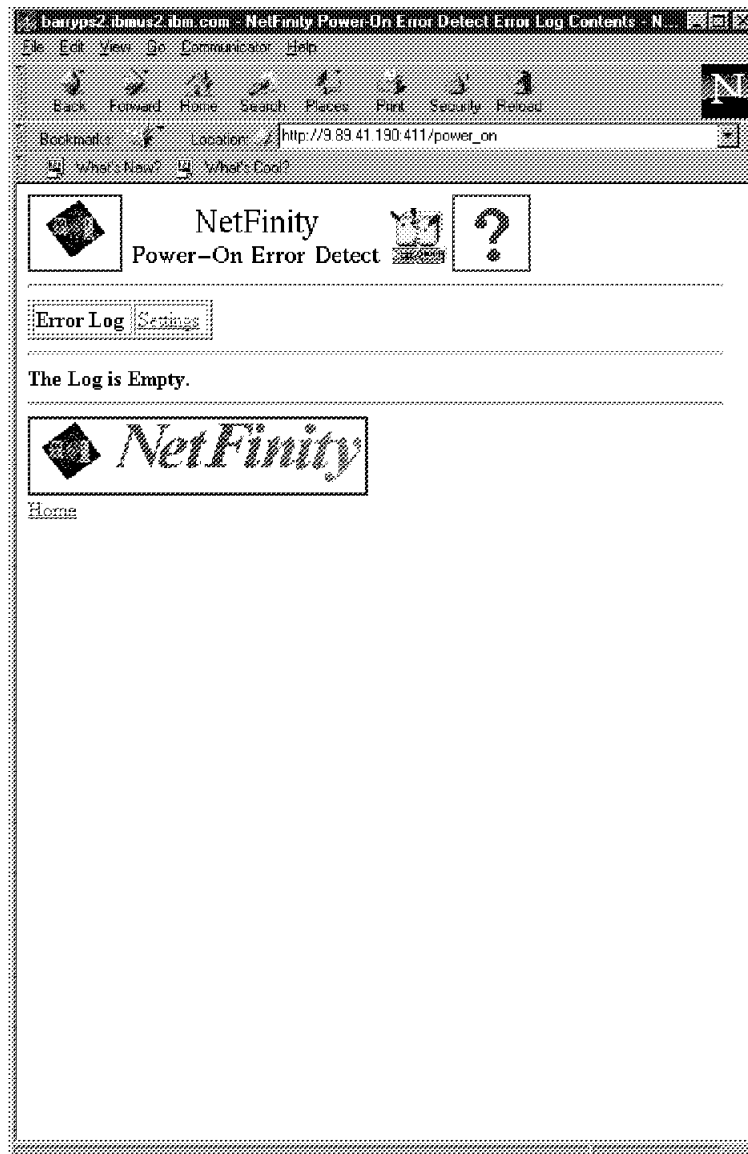 barryps2.ibmus2.ibm.com - NetFinity Power-On Error Detect Error Log Contents - N...
File Edit View Go Communicator Help
N
Back Forward Home Search Places Print Security Reload
Bookmarks Location: http://9.89.41.190:411/power_on
What's New? What's Cool?
NetFinity
Power-On Error Detect
?
Error Log Settings
The Log is Empty.
NetFinity
Home